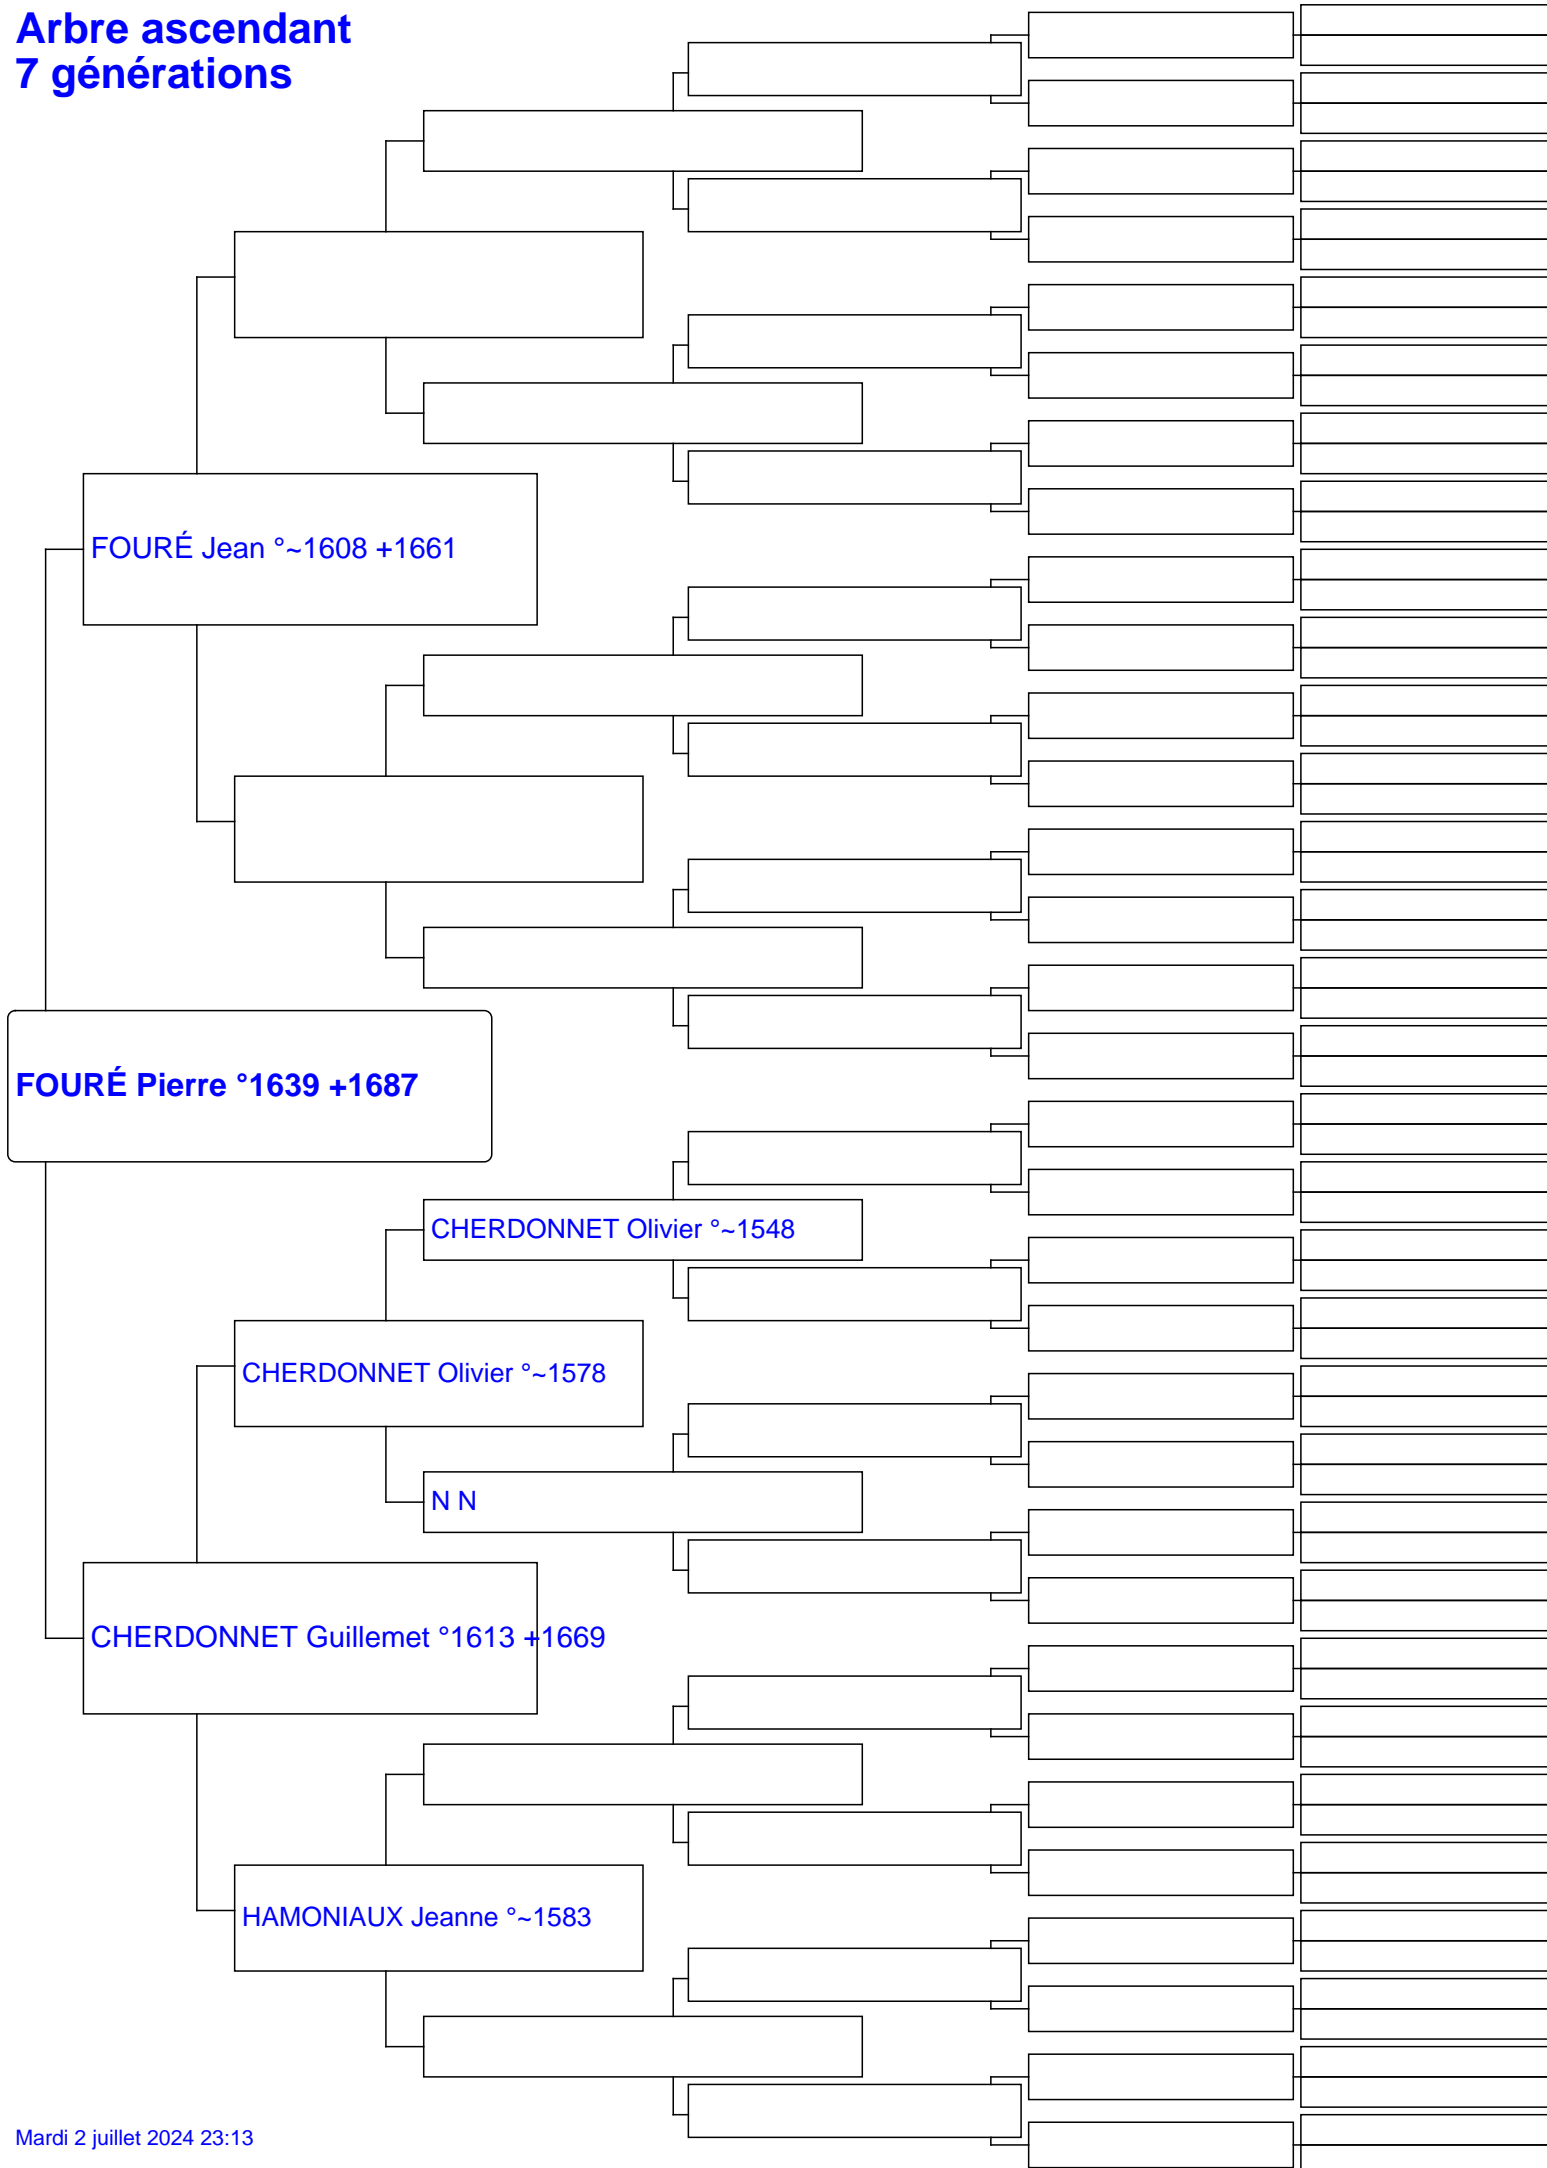 Arbre ascendant
7 générations
FOURÉ Jean °~1608 +1661
FOURÉ Pierre °1639 +1687
CHERDONNET Olivier °~1548
CHERDONNET Olivier °~1578
N N
CHERDONNET Guillemet °1613 +1669
HAMONIAUX Jeanne °~1583
Mardi 2 juillet 2024 23:13